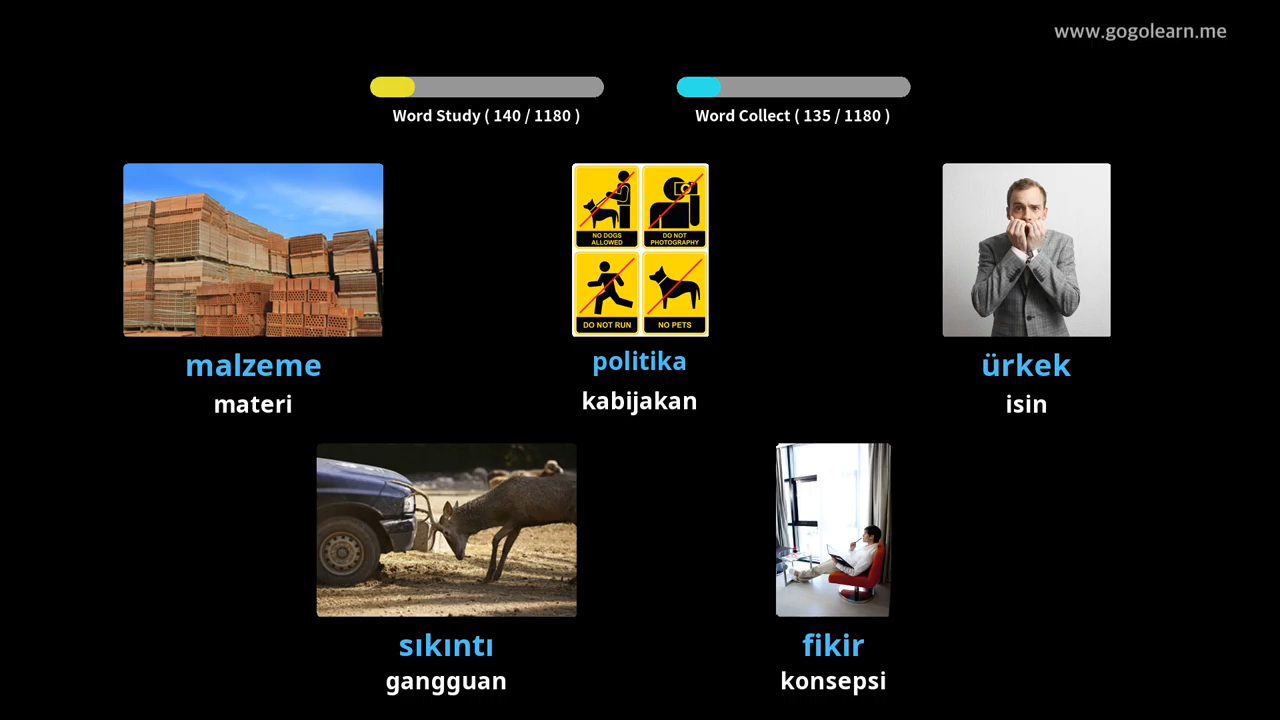 www.gogolearn.me
Word Study ( 140 / 1180 )
Word Collect ( 135 / 1180 )
NO DOGS
ALLOWED
DO NOT
PHOTOGRAPHY
DO NOT RUN
NO PETS
malzeme
politika
ürkek
materi
kabijakan
isin
sıkıntı
fikir
gangguan
konsepsi